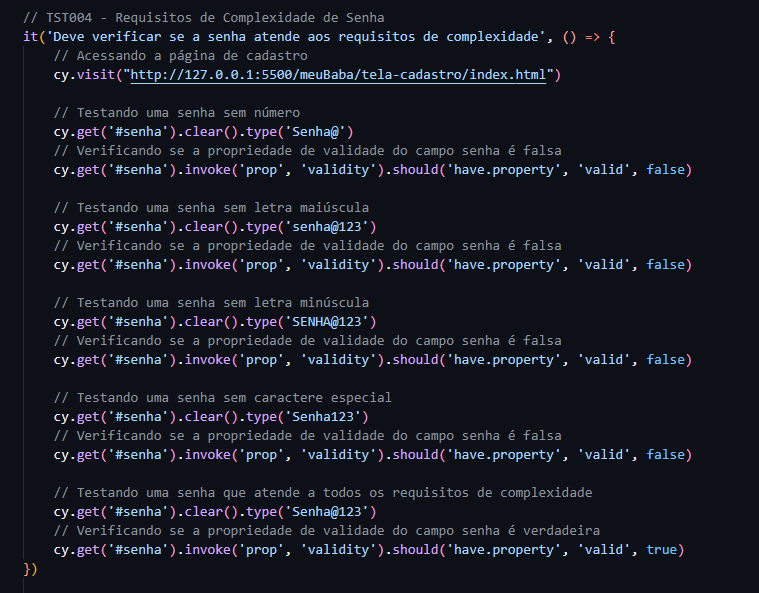 // TST004 - Requisitos de Complexidade de Senha
it('Deve verificar se a senha atende aos requisitos de complexidade', () => {
// Acessando a página de cadastro
cy.visit("http://127.0.0.1:5500/meuBaba/tela-cadastro/index.html")
// Testando uma senha sem número
cy.get('#senha').clear().type('Senha@')
// Verificando se a propriedade de validade do campo senha é falsa
cy.get('#senha').invoke('prop', 'validity').should('have.property', 'valid', false)
// Testando uma senha sem letra maiúscula
cy.get('#senha').clear().type('senha@123')
// Verificando se a propriedade de validade do campo senha é falsa
cy.get('#senha').invoke('prop', 'validity').should('have.property', 'valid', false)
// Testando uma senha sem letra minúscula
cy.get('#senha').clear().type('SENHA@123')
// Verificando se a propriedade de validade do campo senha é falsa
cy.get('#senha').invoke('prop', 'validity').should('have.property', 'valid', false)
// Testando uma senha sem caractere especial
cy.get('#senha').clear().type('Senha123')
// Verificando se a propriedade de validade do campo senha é falsa
cy.get('#senha').invoke('prop', 'validity').should('have.property', 'valid', false)
// Testando uma senha que atende a todos os requisitos de complexidade
cy.get('#senha').clear().type('Senha@123')
// Verificando se a propriedade de validade do campo senha é verdadeira
cy.get('#senha').invoke('prop', 'validity').should('have.property', 'valid', true)
})